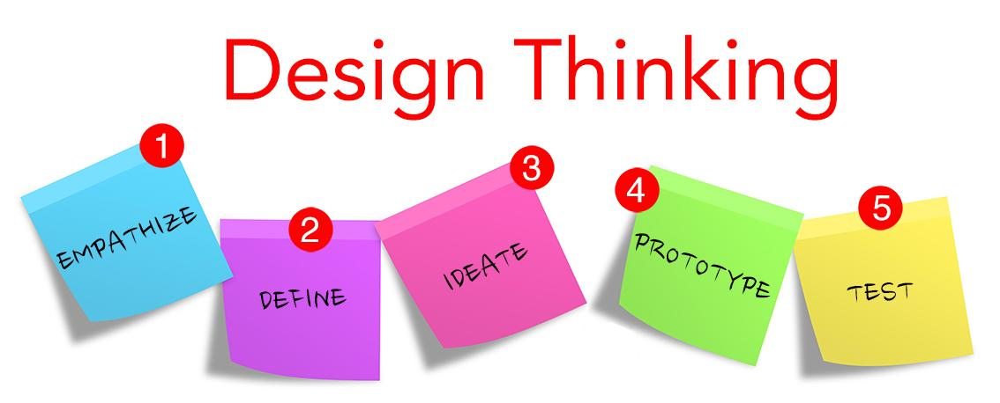 Design Thinking
1
EMPATHIZE
2
DEFINE
3
IDEATE
4
PROTOTYPE
5
TEST